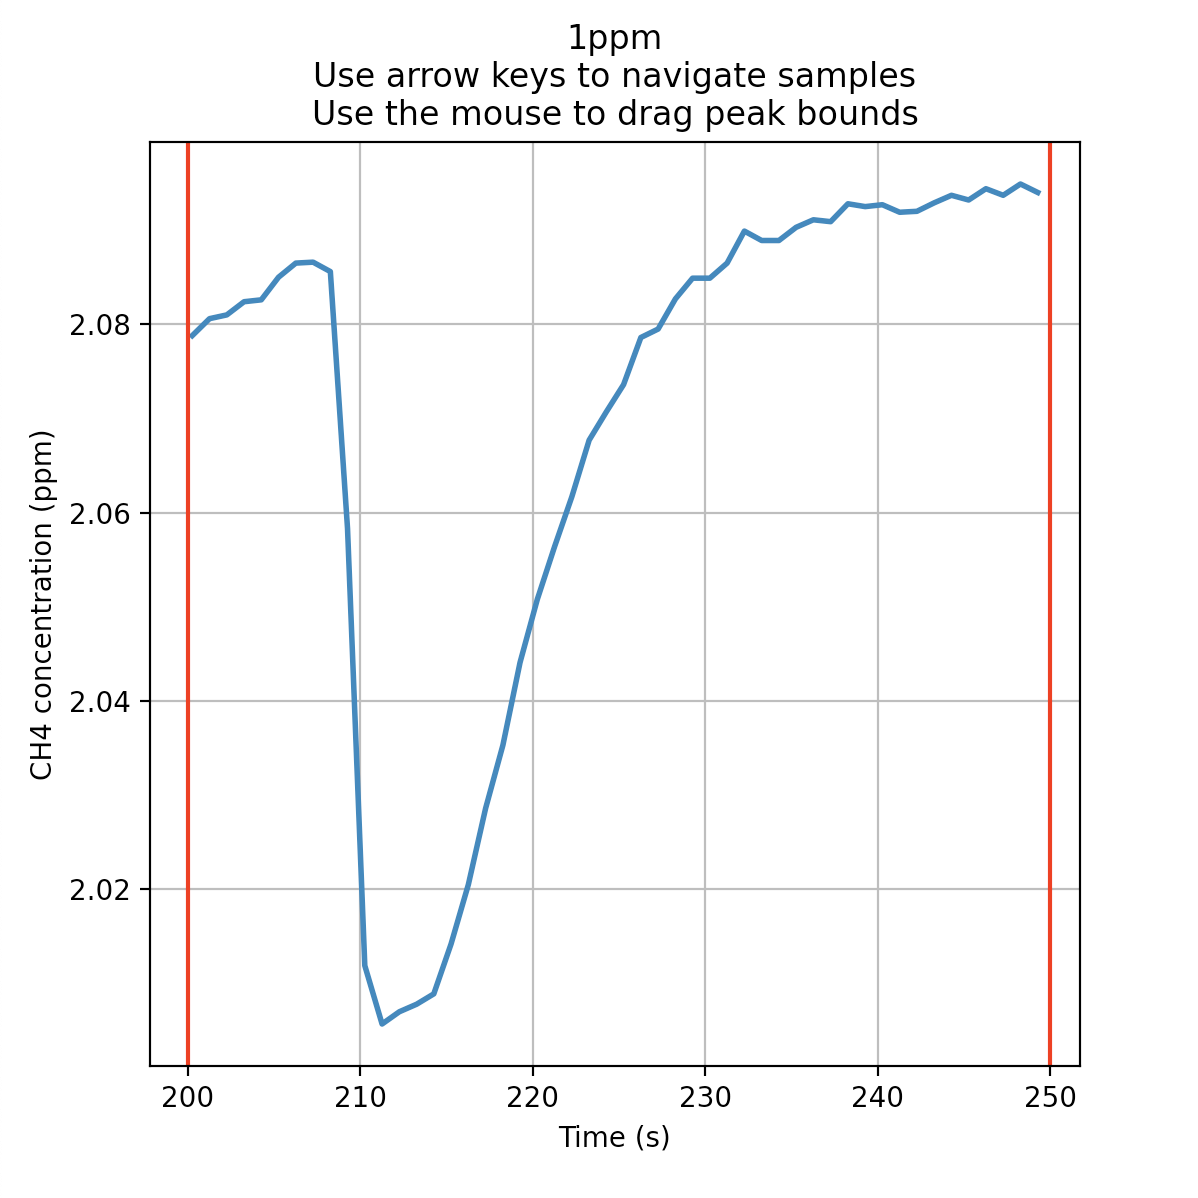 1ppm
Use arrow keys to navigate samples
Use the mouse to drag peak bounds
CH4 concentration (ppm)
2.08
2.06
2.04
2.02
200 210 220 230 240 250
Time (s)